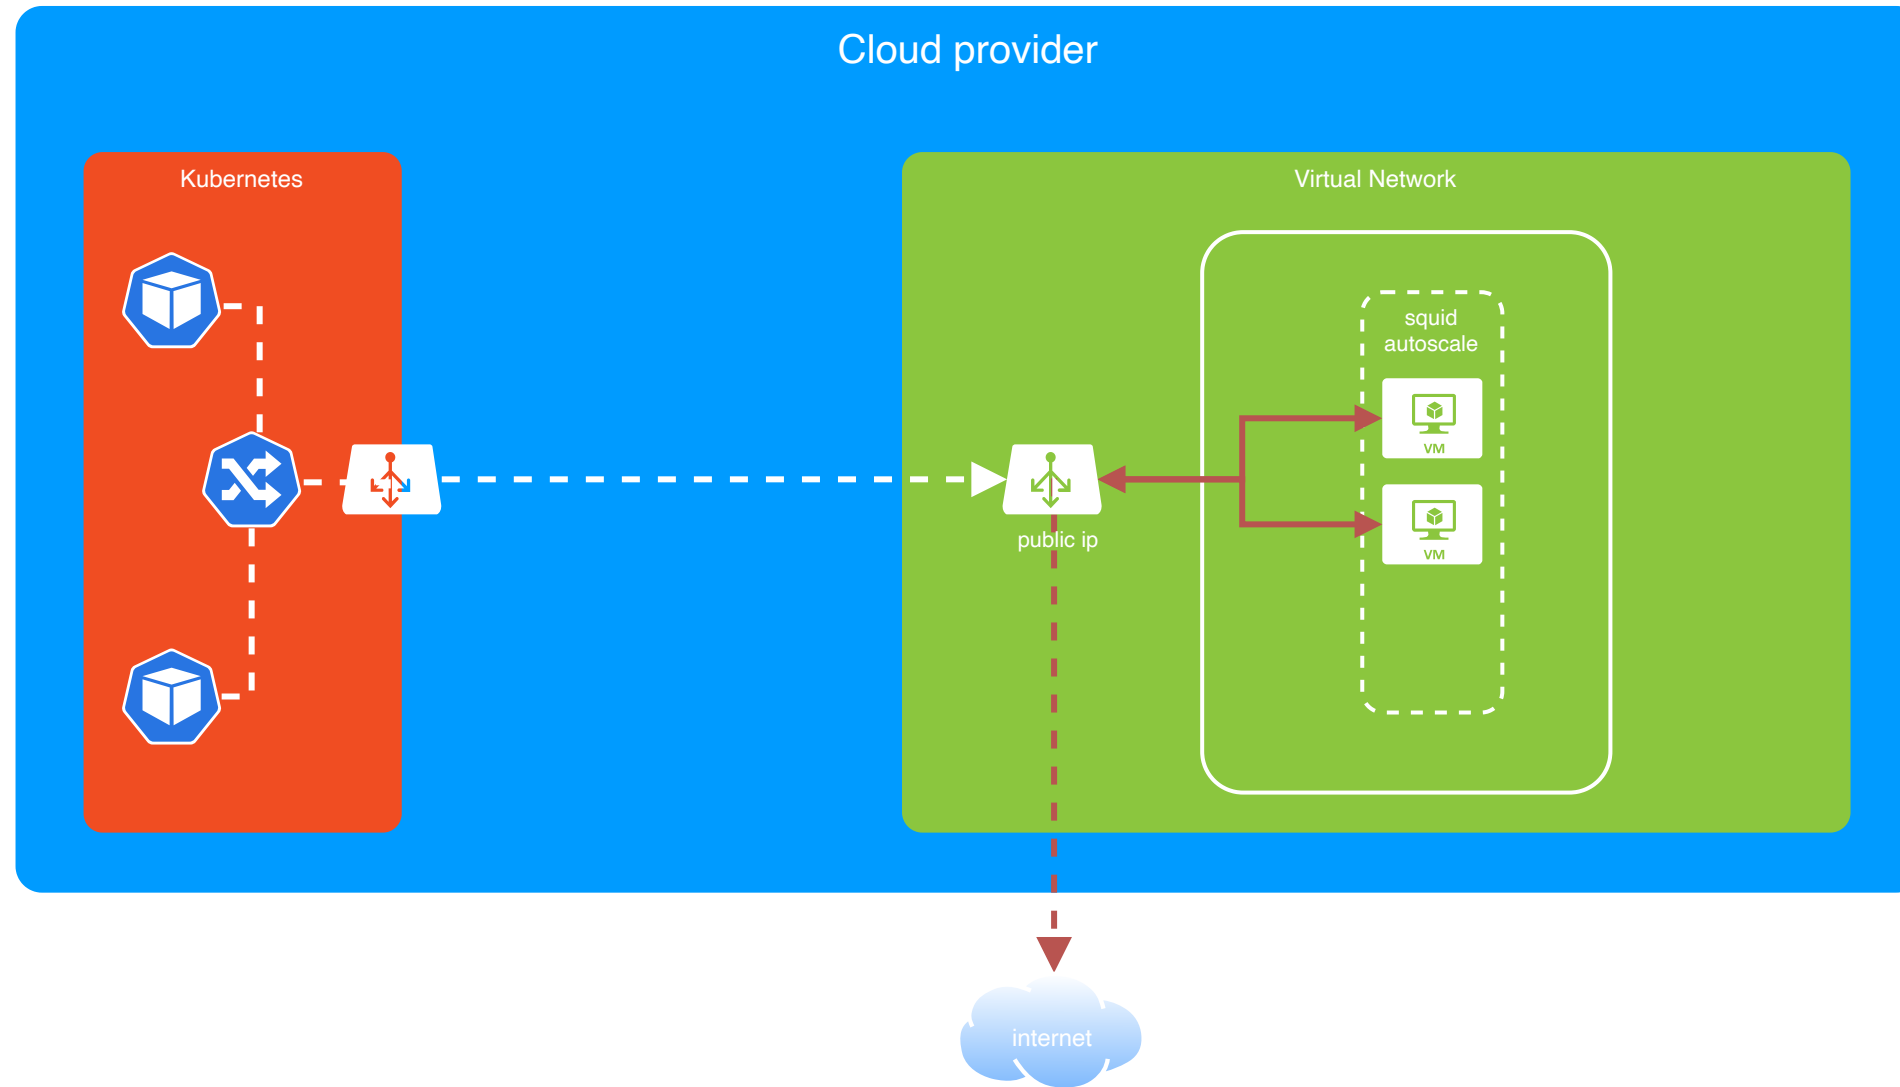 Cloud provider
Kubernetes
Virtual Network
squid
autoscale
VM
VM
public ip
internet